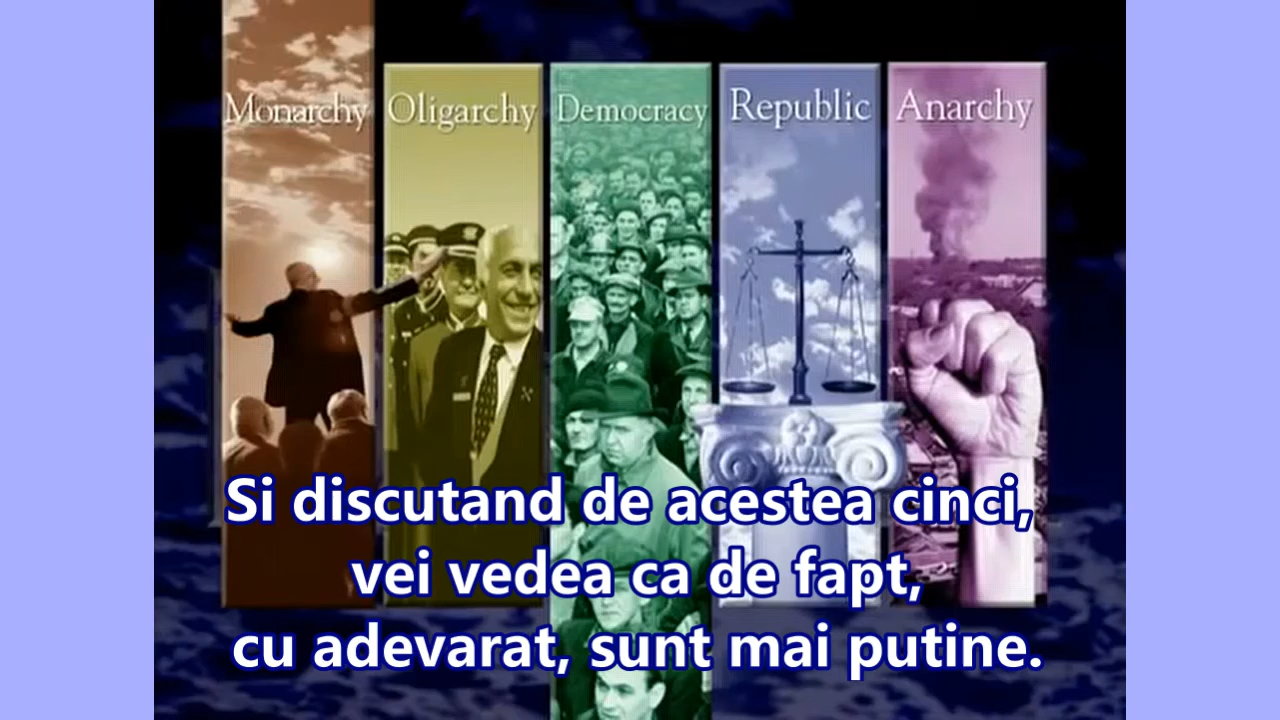 Monarchy Oligarchy Democracy Republic Anarchy
Si discutand de acestea cinci,
vei vedea ca de fapt,
cu adevarat, sunt mai putine.